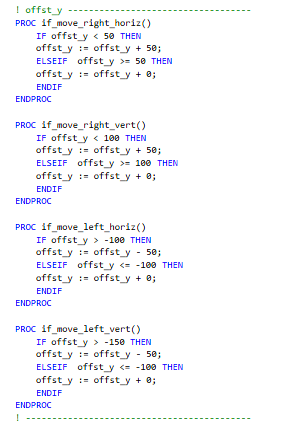 ! offst_y -----------------------------------
PROC if_move_right_horiz()
IF offst_y < 50 THEN
offst_y := offst_y + 50;
ELSEIF offst_y >= 50 THEN
offst_y := offst_y + 0;
ENDIF
ENDPROC
PROC if_move_right_vert()
IF offst_y < 100 THEN
offst_y := offst_y + 50;
ELSEIF offst_y >= 100 THEN
offst_y := offst_y + 0;
ENDIF
ENDPROC
PROC if_move_left_horiz()
IF offst_y > -100 THEN
offst_y := offst_y - 50;
ELSEIF offst_y <= -100 THEN
offst_y := offst_y + 0;
ENDIF
ENDPROC
PROC if_move_left_vert()
IF offst_y > -150 THEN
offst_y := offst_y - 50;
ELSEIF offst_y <= -100 THEN
offst_y := offst_y + 0;
ENDIF
ENDPROC
! -------------------------------------------